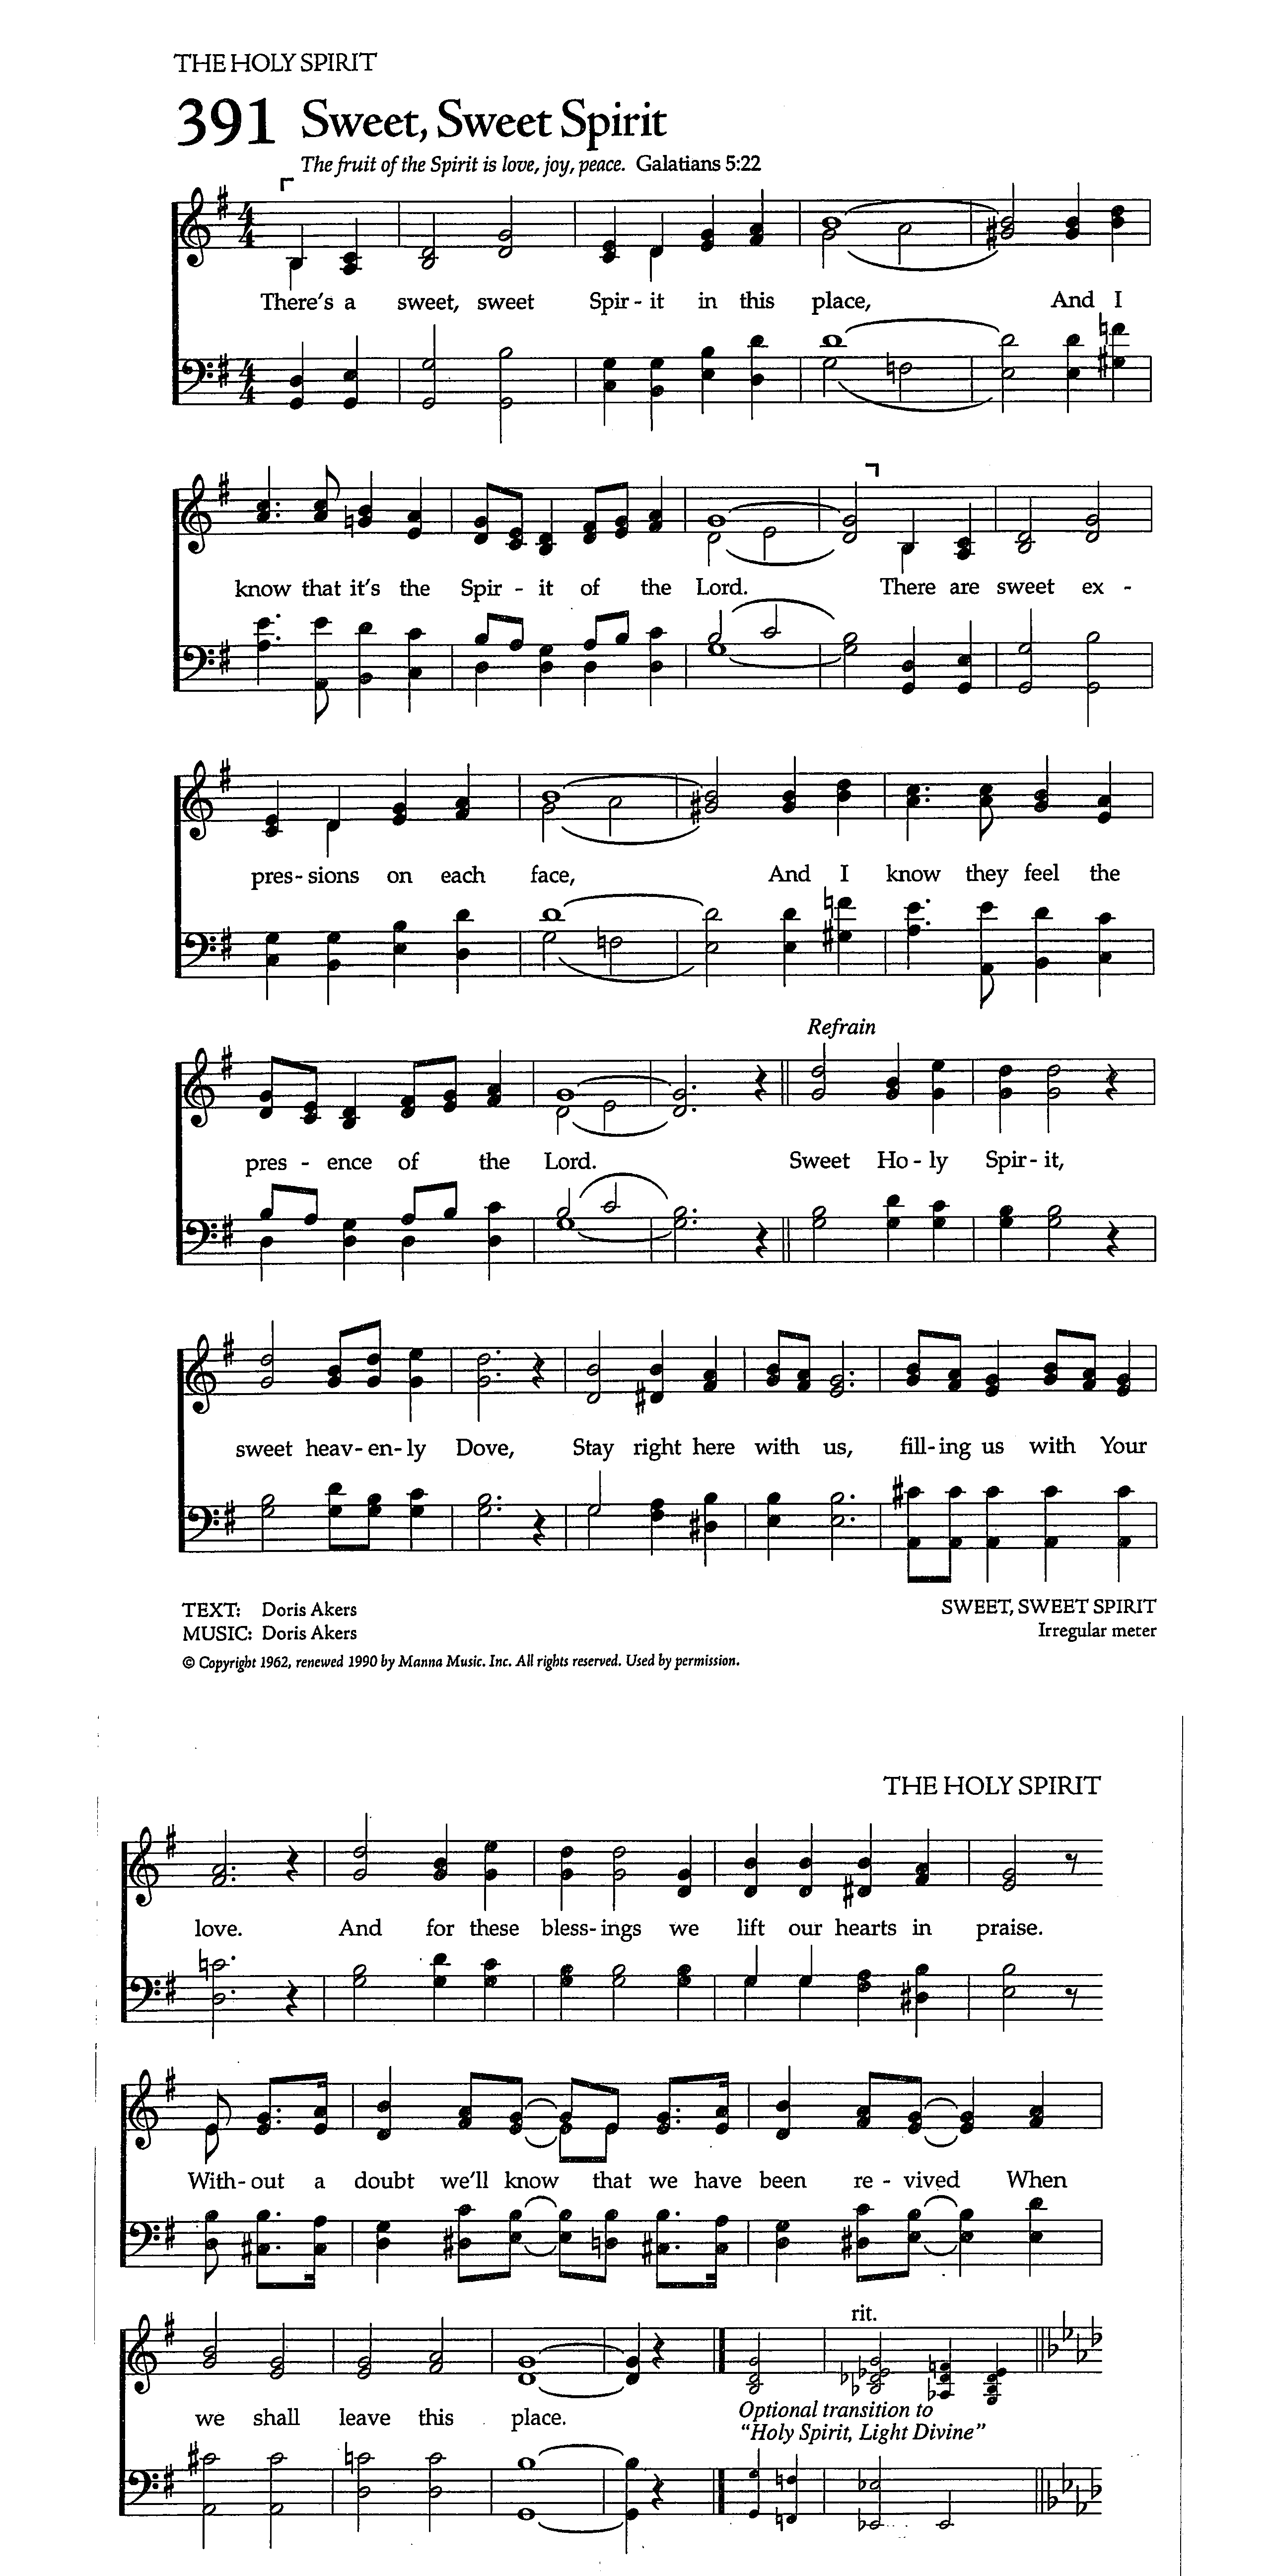 THE HOLY SPIRIT
391 Sweet, Sweet Spirit
The fruit of the Spirit is love, joy, peace. Galatians 5:22
There's a sweet, sweet Spir - it in this place, And I
know that it's the Spir - it of the Lord. There are sweet ex -
pres - sions on each face, And I know they feel the
Refrain
pres - ence of the Lord. Sweet Ho - ly Spir - it,
sweet heav - en - ly Dove, Stay right here with us, fill - ing us with Your
TEXT: Doris Akers
SWEET, SWEET SPIRIT
MUSIC: Doris Akers
Irregular meter
© Copyright 1962, renewed 1990 by Manna Music. Inc. All rights reserved. Used by permission.
THE HOLY SPIRIT
love. And for these bless - ings we lift our hearts in praise.
With - out a doubt we'll know that we have been re - vived When
rit.
we shall leave this place.
Optional transition to
"Holy Spirit, Light Divine"